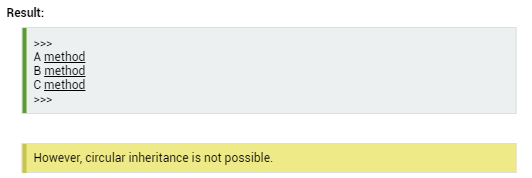 Result:
>>>
A method
B method
C method
>>>
However, circular inheritance is not possible.